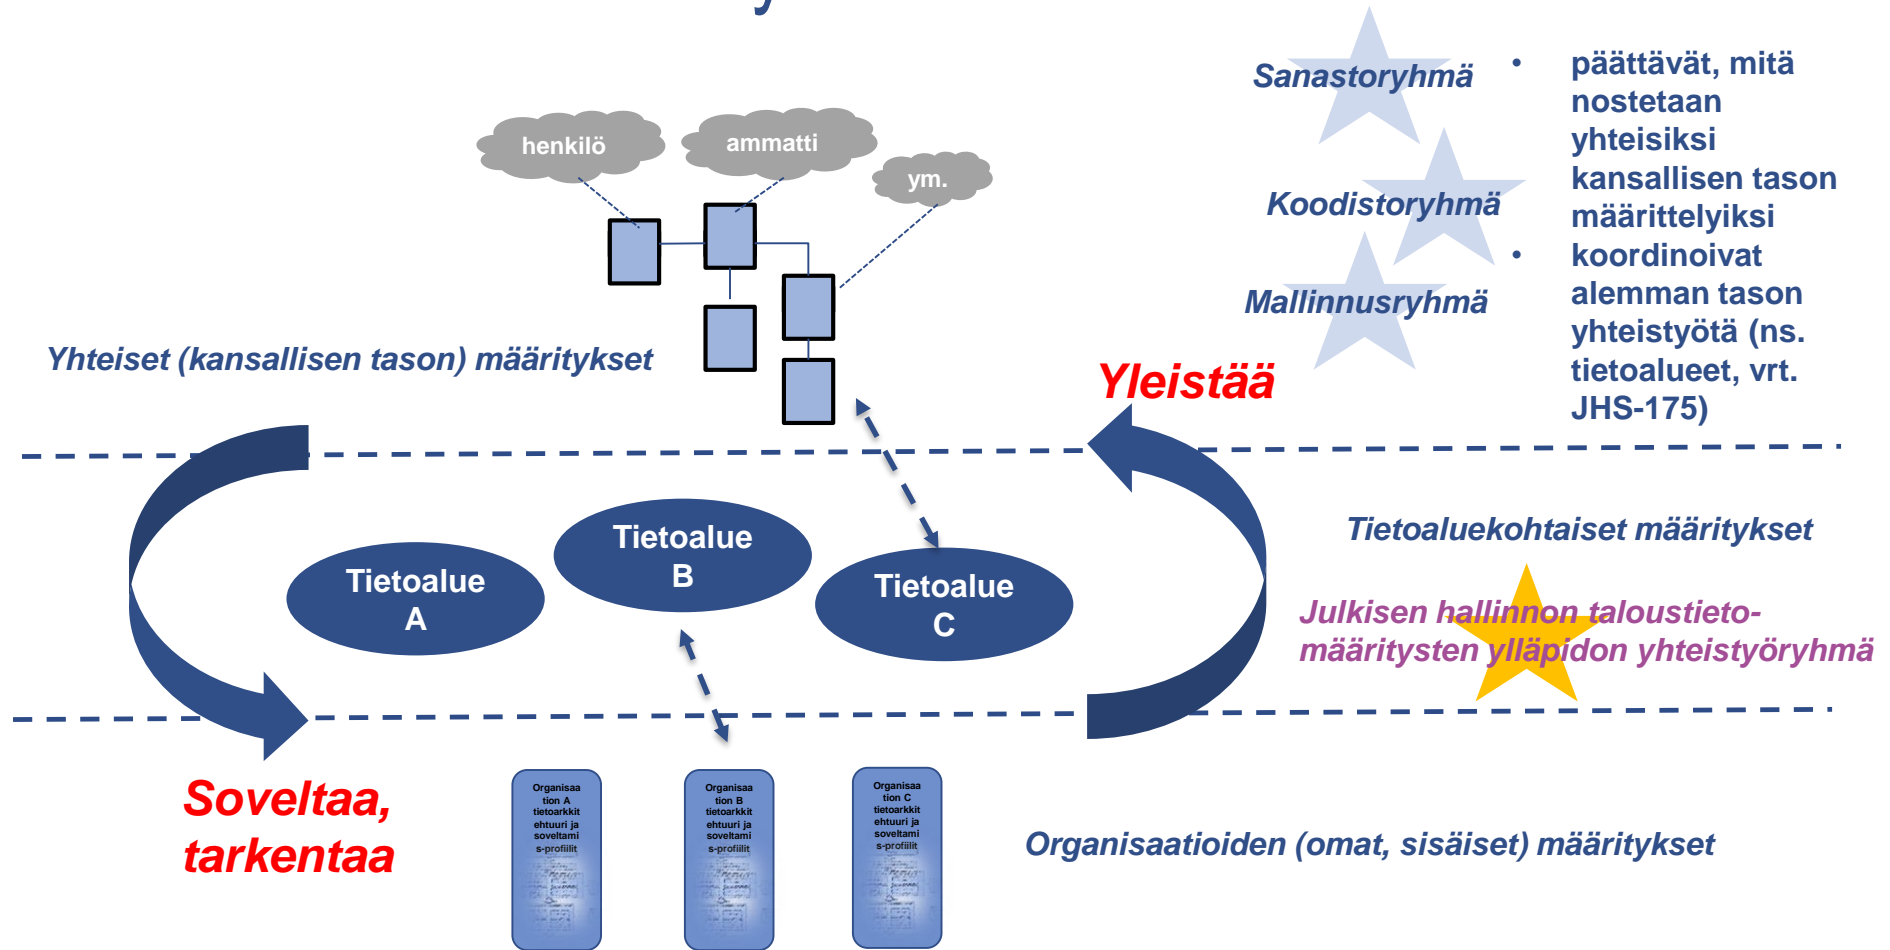 henkilö
ammatti
ym.
Sanastoryhmä
Koodistoryhmä
Mallinnusryhmä
• päättävät, mitä
nostetaan
yhteisiksi
kansallisen tason
määrittelyiksi
• koordinoivat
alemman tason
yhteistyötä (ns.
tietoalueet, vrt.
JHS-175)
Yhteiset (kansallisen tason) määritykset
Yleistää
Tietoalue
A
Tietoalue
B
Tietoalue
C
Tietoaluekohtaiset määritykset
Julkisen hallinnon taloustieto-
määritysten ylläpidon yhteistyöryhmä
Soveltaa,
tarkentaa
Organisaa
tion A
tietoarkkit
ehtuuri ja
soveltami
s-profiilit
Organisaa
tion B
tietoarkkit
ehtuuri ja
soveltami
s-profiilit
Organisaa
tion C
tietoarkkit
ehtuuri ja
soveltami
s-profiilit
Organisaatioiden (omat, sisäiset) määritykset